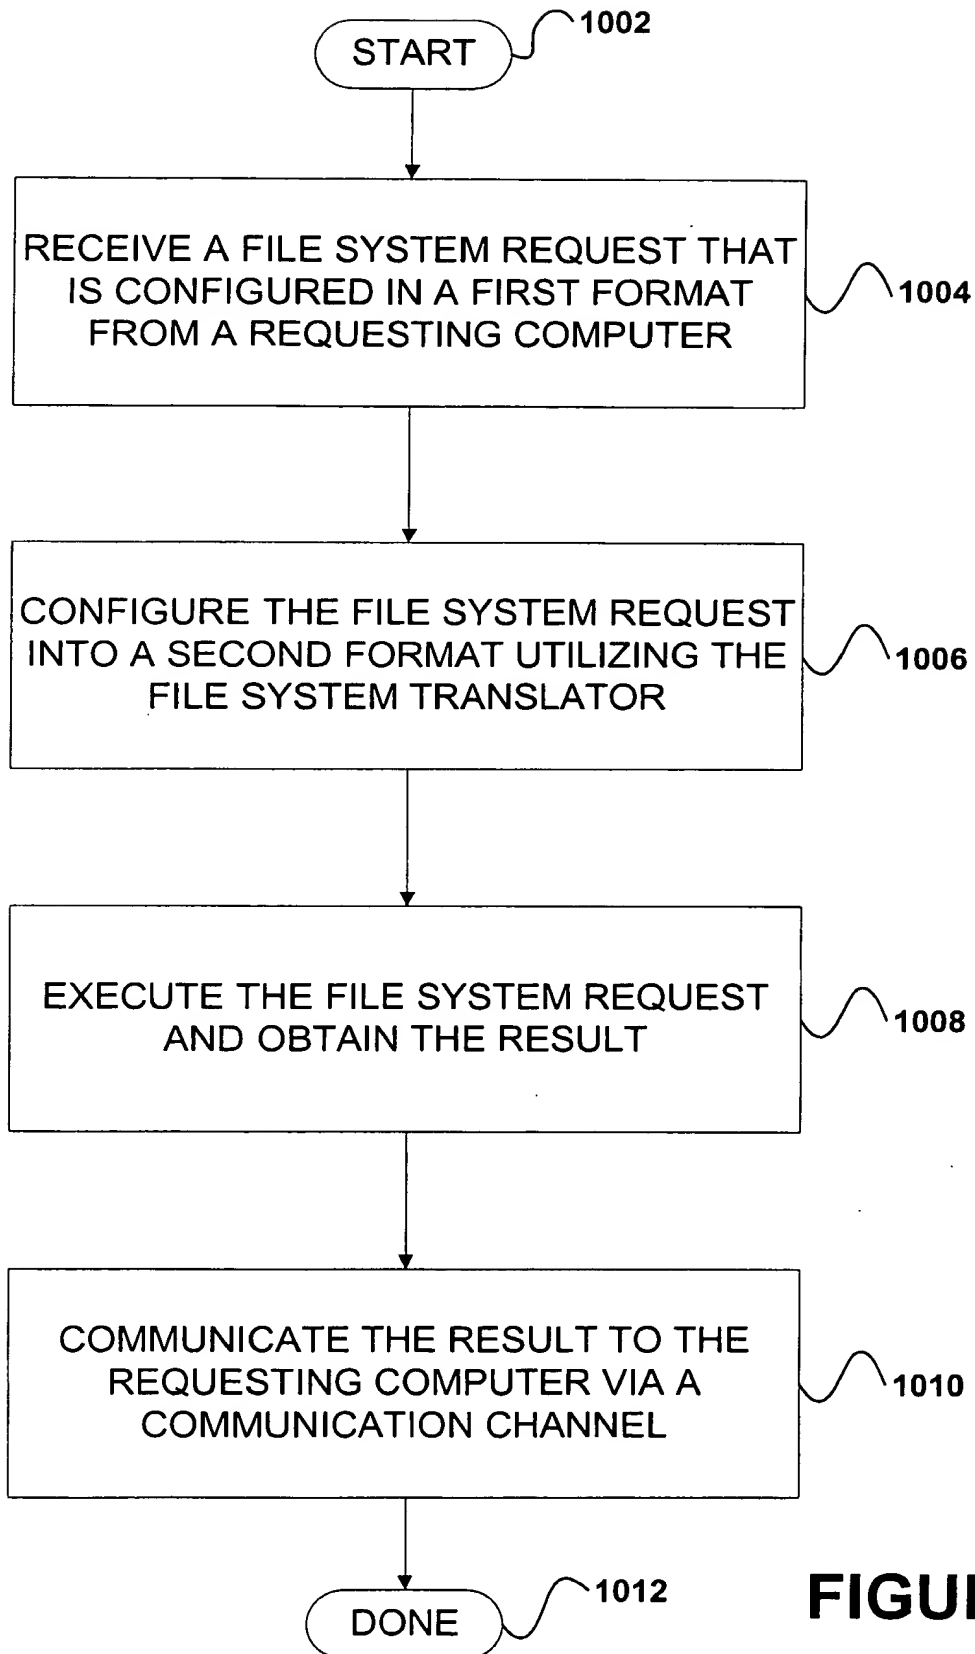 START
1002
RECEIVE A FILE SYSTEM REQUEST THAT
IS CONFIGURED IN A FIRST FORMAT
FROM A REQUESTING COMPUTER
1004
CONFIGURE THE FILE SYSTEM REQUEST
INTO A SECOND FORMAT UTILIZING THE
FILE SYSTEM TRANSLATOR
1006
EXECUTE THE FILE SYSTEM REQUEST
AND OBTAIN THE RESULT
1008
COMMUNICATE THE RESULT TO THE
REQUESTING COMPUTER VIA A
COMMUNICATION CHANNEL
1010
DONE
1012